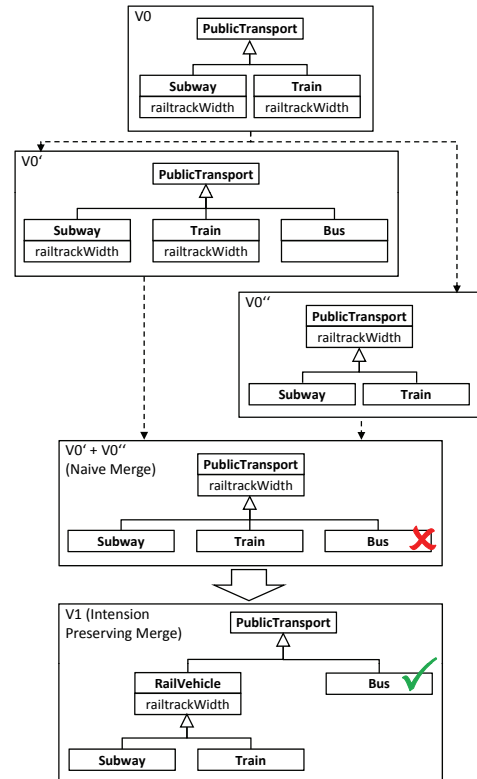 V0
PublicTransport
Subway Train
railtrackWidth railtrackWidth
V0‘
PublicTransport
Subway Train Bus
railtrackWidth railtrackWidth
V0‘‘
PublicTransport
railtrackWidth
Subway Train
V0‘ + V0‘‘
(Naive Merge)
PublicTransport
railtrackWidth
Subway Train Bus
V1 (Intension
Preserving Merge)
PublicTransport
RailVehicle Bus
railtrackWidth
Subway Train